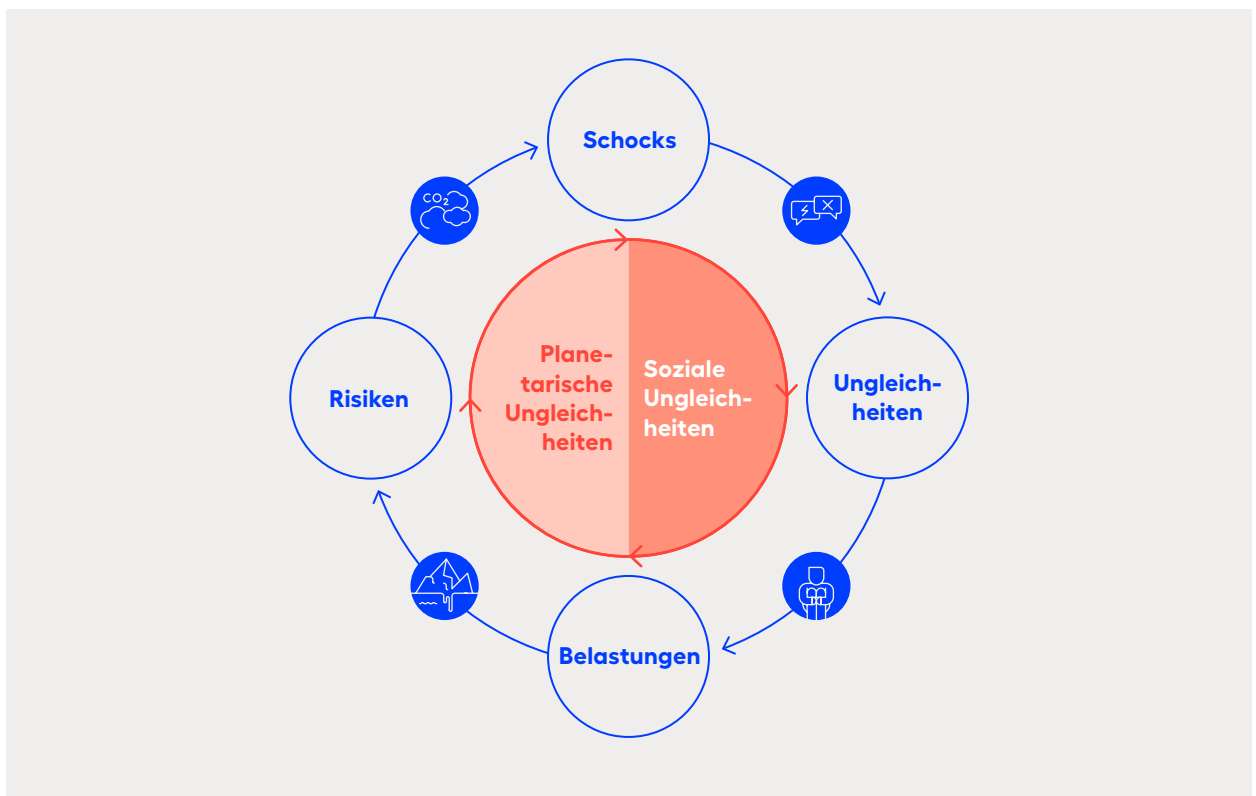 Schocks
CO2
Risiken
Plane-
tarische
Ungleich-
heiten
Soziale
Ungleich-
heiten
Ungleich-
heiten
Belastungen